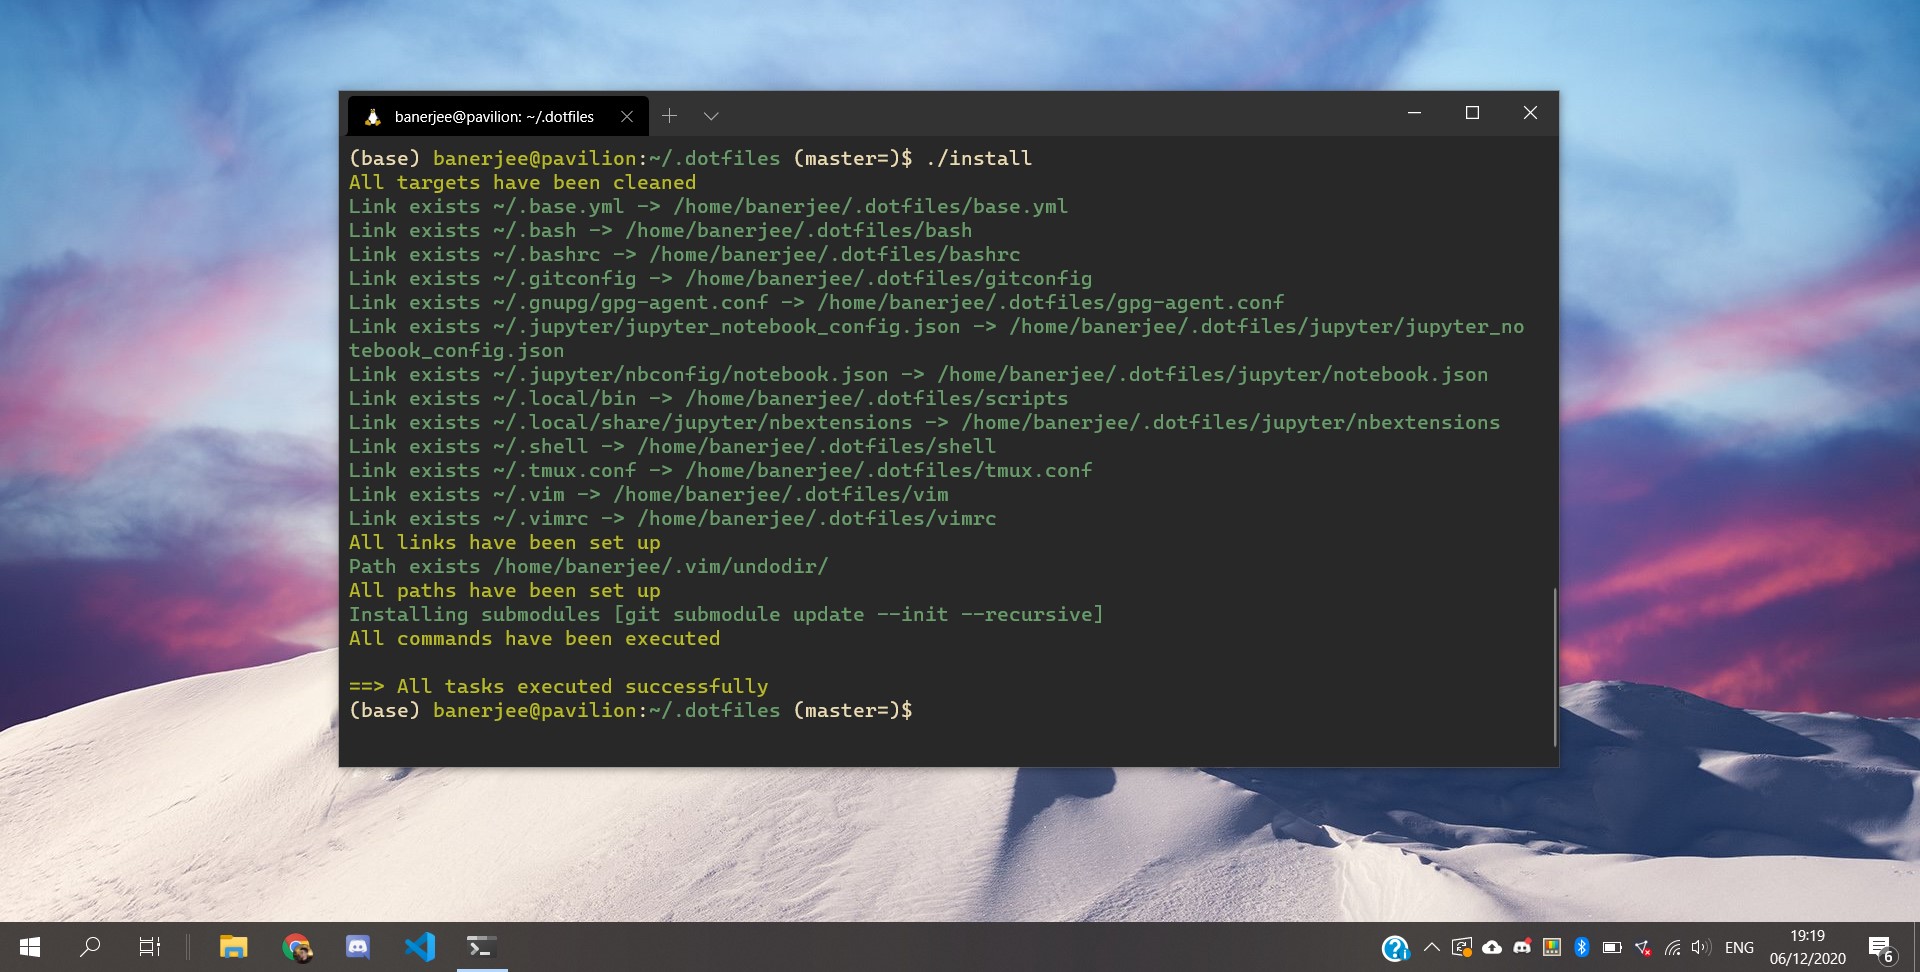 banerjee@pavilion: ~/.dotfiles
(base) banerjee@pavilion:~/.dotfiles (master=)$ ./install
All targets have been cleaned
Link exists ~/.base.yml -> /home/banerjee/.dotfiles/base.yml
Link exists ~/.bash -> /home/banerjee/.dotfiles/bash
Link exists ~/.bashrc -> /home/banerjee/.dotfiles/bashrc
Link exists ~/.gitconfig -> /home/banerjee/.dotfiles/gitconfig
Link exists ~/.gnupg/gpg-agent.conf -> /home/banerjee/.dotfiles/gpg-agent.conf
Link exists ~/.jupyter/jupyter_notebook_config.json -> /home/banerjee/.dotfiles/jupyter/jupyter_no
tebook_config.json
Link exists ~/.jupyter/nbconfig/notebook.json -> /home/banerjee/.dotfiles/jupyter/notebook.json
Link exists ~/.local/bin -> /home/banerjee/.dotfiles/scripts
Link exists ~/.local/share/jupyter/nbextensions -> /home/banerjee/.dotfiles/jupyter/nbextensions
Link exists ~/.shell -> /home/banerjee/.dotfiles/shell
Link exists ~/.tmux.conf -> /home/banerjee/.dotfiles/tmux.conf
Link exists ~/.vim -> /home/banerjee/.dotfiles/vim
Link exists ~/.vimrc -> /home/banerjee/.dotfiles/vimrc
All links have been set up
Path exists /home/banerjee/.vim/undodir/
All paths have been set up
Installing submodules [git submodule update --init --recursive]
All commands have been executed
==> All tasks executed successfully
(base) banerjee@pavilion:~/.dotfiles (master=)$
ENG
19:19
06/12/2020
6